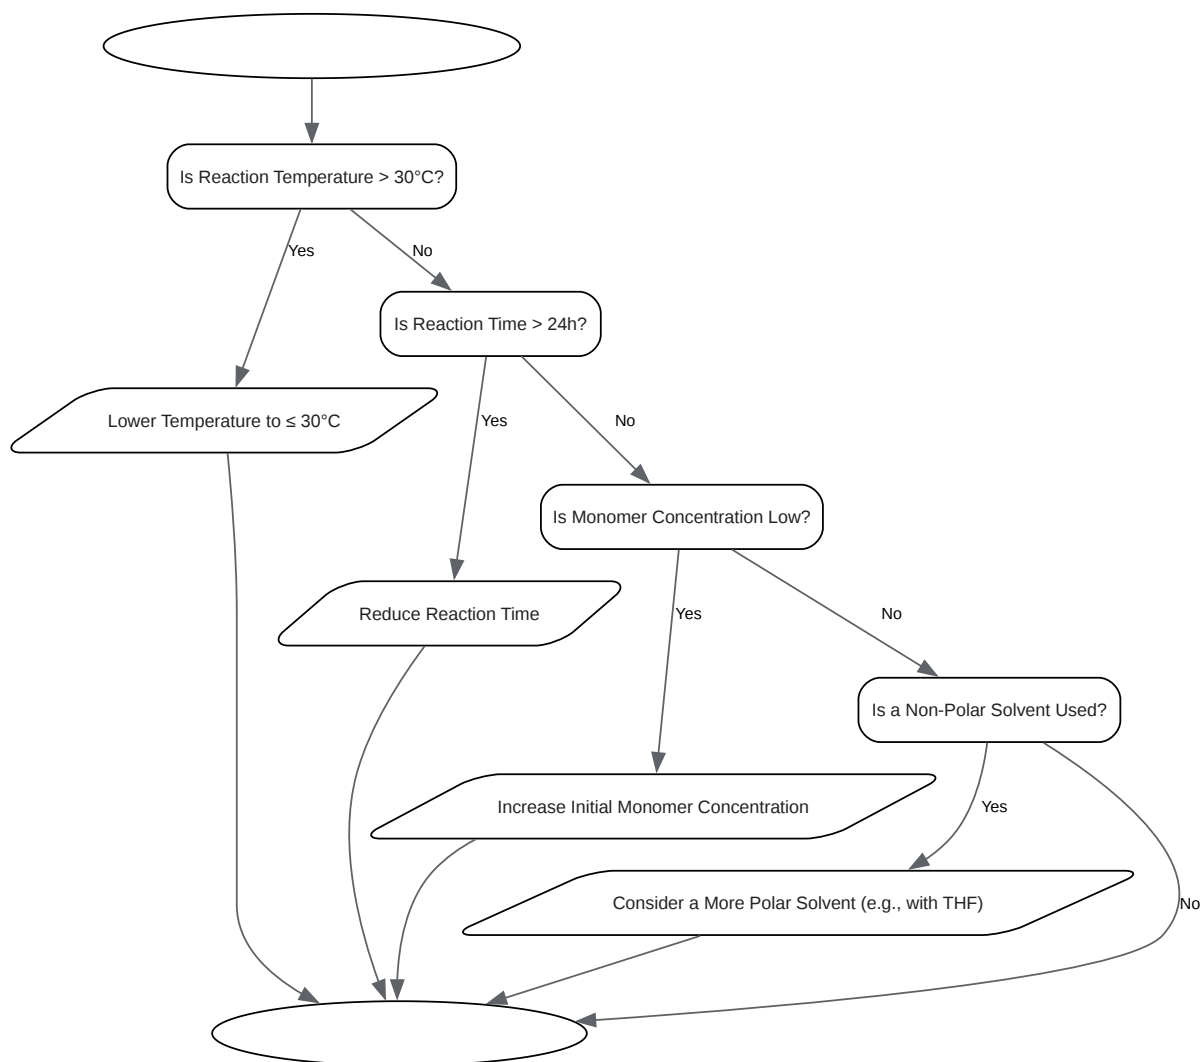 Is Reaction Temperature > 30°C?
Yes
No
Is Reaction Time > 24h?
Lower Temperature to ≤ 30°C
Yes
No
Is Monomer Concentration Low?
Reduce Reaction Time
Yes
No
Is a Non-Polar Solvent Used?
Increase Initial Monomer Concentration
Yes
Consider a More Polar Solvent (e.g., with THF)
No